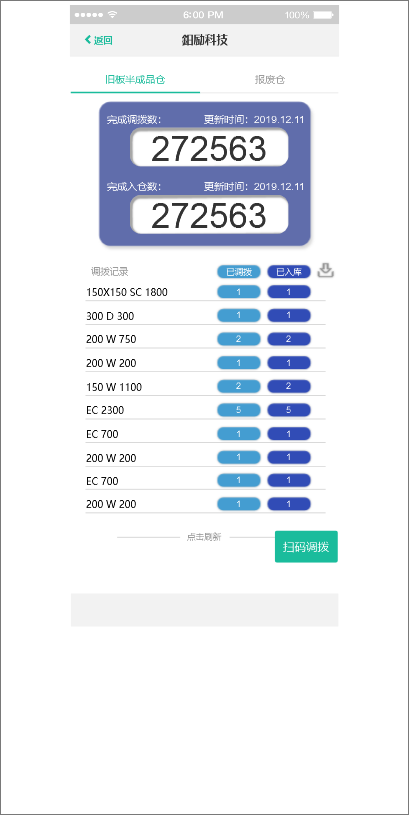 6:00 PM 100%
返回 鉬励科技
旧板半成品仓 报废仓
完成调拨数: 更新时间: 2019.12.11
272563
完成入仓数: 更新时间: 2019.12.11
272563
调拨记录 已调拨 已入库
150X150 SC 1800 1 1
300 D 300 1 1
200 W 750 2 2
200 W 200 1 1
150 W 1100 2 2
EC 2300 5 5
EC 700 1 1
200 W 200 1 1
EC 700 1 1
200 W 200 1 1
点击刷新
扫码调拨